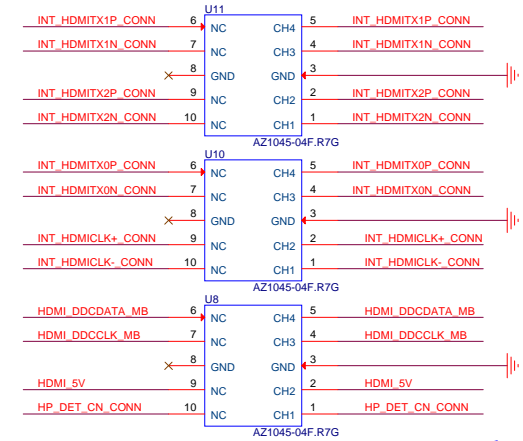 U11
INT_HDMITX1P_CONN 6 NC CH4 5 INT_HDMITX1P_CONN
INT_HDMITX1N_CONN 7 NC CH3 4 INT_HDMITX1N_CONN
8 GND GND 3
INT_HDMITX2P_CONN 9 NC CH2 2 INT_HDMITX2P_CONN
INT_HDMITX2N_CONN 10 NC CH1 1 INT_HDMITX2N_CONN
AZ1045-04F.R7G
U10
INT_HDMITX0P_CONN 6 NC CH4 5 INT_HDMITX0P_CONN
INT_HDMITX0N_CONN 7 NC CH3 4 INT_HDMITX0N_CONN
8 GND GND 3
INT_HDMICLK+_CONN 9 NC CH2 2 INT_HDMICLK+_CONN
INT_HDMICLK-_CONN 10 NC CH1 1 INT_HDMICLK-_CONN
AZ1045-04F.R7G
U8
HDMI_DDCDATA_MB 6 NC CH4 5 HDMI_DDCDATA_MB
HDMI_DDCCLK_MB 7 NC CH3 4 HDMI_DDCCLK_MB
8 GND GND 3
HDMI_5V 9 NC CH2 2 HDMI_5V
HP_DET_CN_CONN 10 NC CH1 1 HP_DET_CN_CONN
AZ1045-04F.R7G